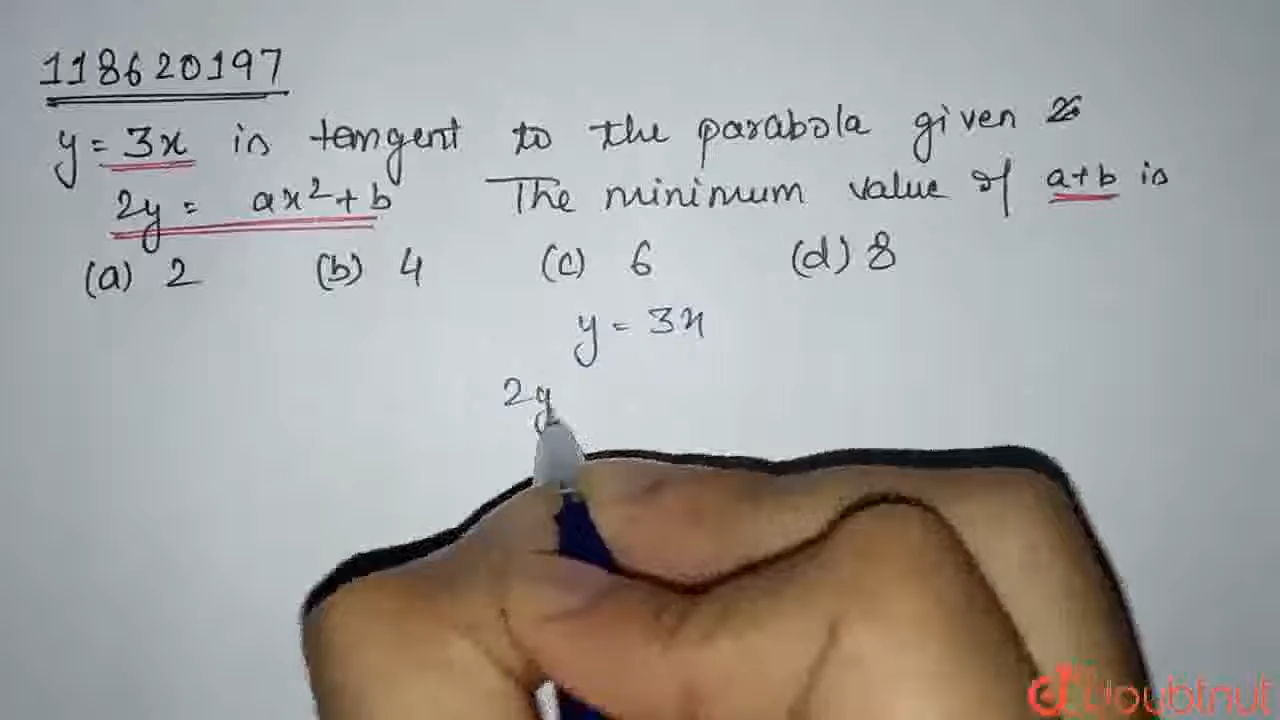 118620197
y = 3x is tangent to the parabola given
2y = ax² + b The minimum value of a+b is
(a) 2 (b) 4 (c) 6 (d) 8
y = 3x
2y
doubtnut